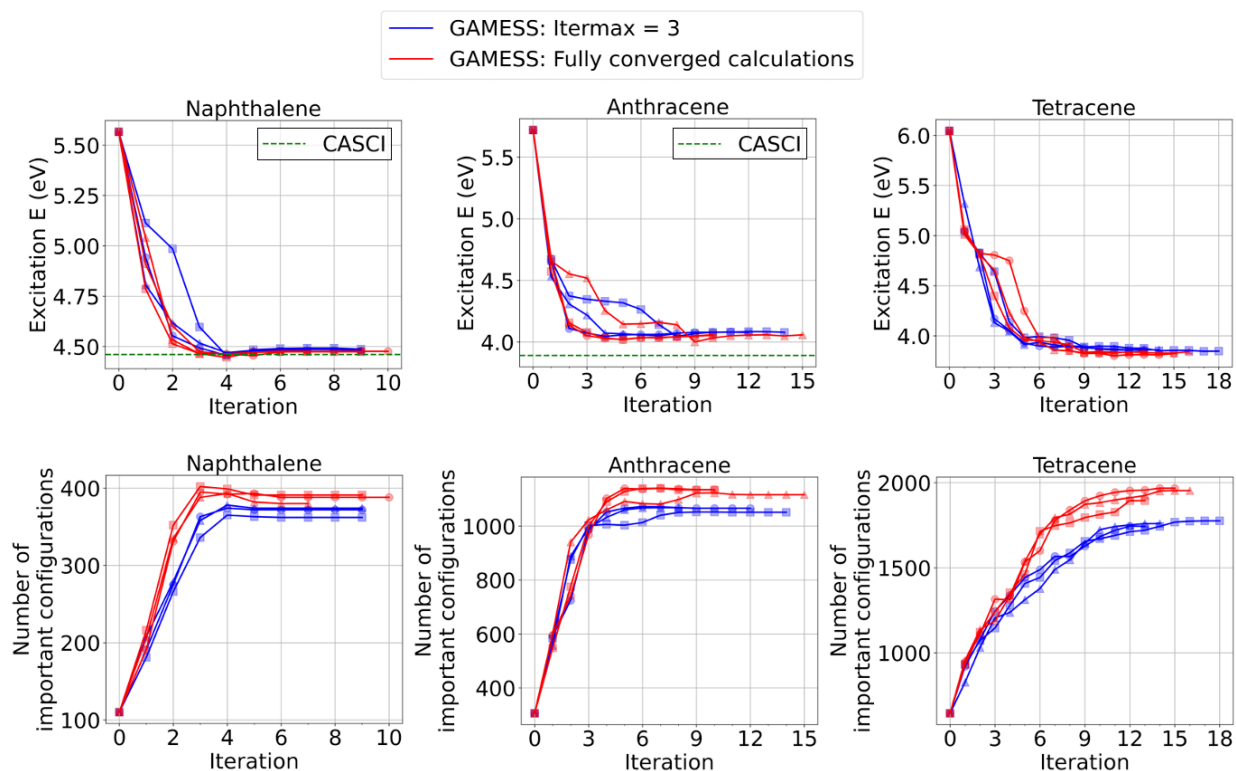 GAMESS: Itermax = 3
GAMESS: Fully converged calculations
Naphthalene
Excitation E (eV)
5.50
5.25
5.00
4.75
4.50
CASCI
0 2 4 6 8 10
Iteration
Anthracene
Excitation E (eV)
5.5
5.0
4.5
4.0
CASCI
0 3 6 9 12 15
Iteration
Tetracene
Excitation E (eV)
6.0
5.5
5.0
4.0
0 3 6 9 12 15 18
Iteration
Naphthalene
Number of
important configurations
400
300
200
100
0 2 4 6 8 10
Iteration
Anthracene
Number of
important configurations
1000
800
600
400
0 3 6 9 12 15
Iteration
Tetracene
Number of
important configurations
2000
1500
1000
0 3 6 9 12 15 18
Iteration